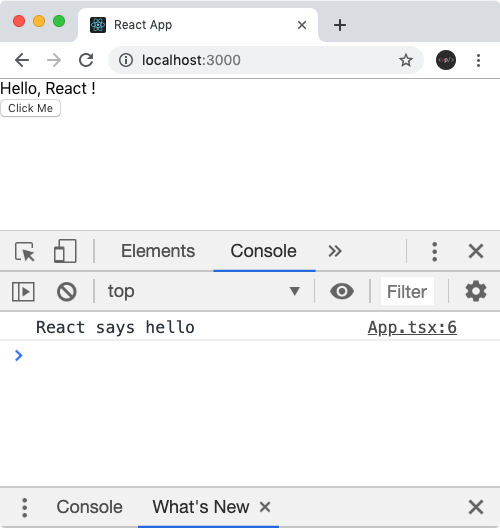 React App
localhost:3000
Hello, React !
Click Me
Elements Console
top Filter
React says hello App.tsx:6
Console What's New